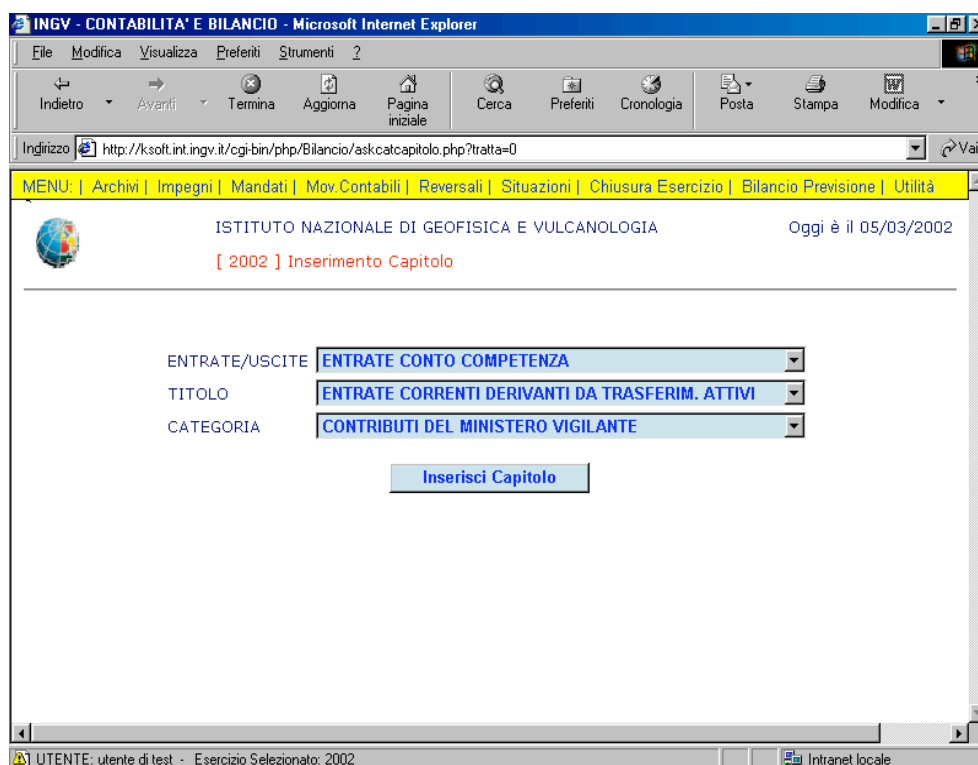 INGV - CONTABILITA' E BILANCIO - Microsoft Internet Explorer
File Modifica Visualizza Preferiti Strumenti ?
Indietro Avanti Termina Aggiorna Pagina iniziale Cerca Preferiti Cronologia Posta Stampa Modifica
Indirizzo http://ksoft.int.ingv.it/cgi-bin/php/Bilancio/askcatcapitolo.php?tratta=0 Vai
MENU: | Archivi | Impegni | Mandati | Mov.Contabili | Reversali | Situazioni | Chiusura Esercizio | Bilancio Previsione | Utilità
ISTITUTO NAZIONALE DI GEOFISICA E VULCANOLOGIA Oggi è il 05/03/2002
[ 2002 ] Inserimento Capitolo
ENTRATE/USCITE ENTRATE CONTO COMPETENZA
TITOLO ENTRATE CORRENTI DERIVANTI DA TRASFERIM. ATTIVI
CATEGORIA CONTRIBUTI DEL MINISTERO VIGILANTE
Inserisci Capitolo
UTENTE: utente di test - Esercizio Selezionato: 2002 Intranet locale